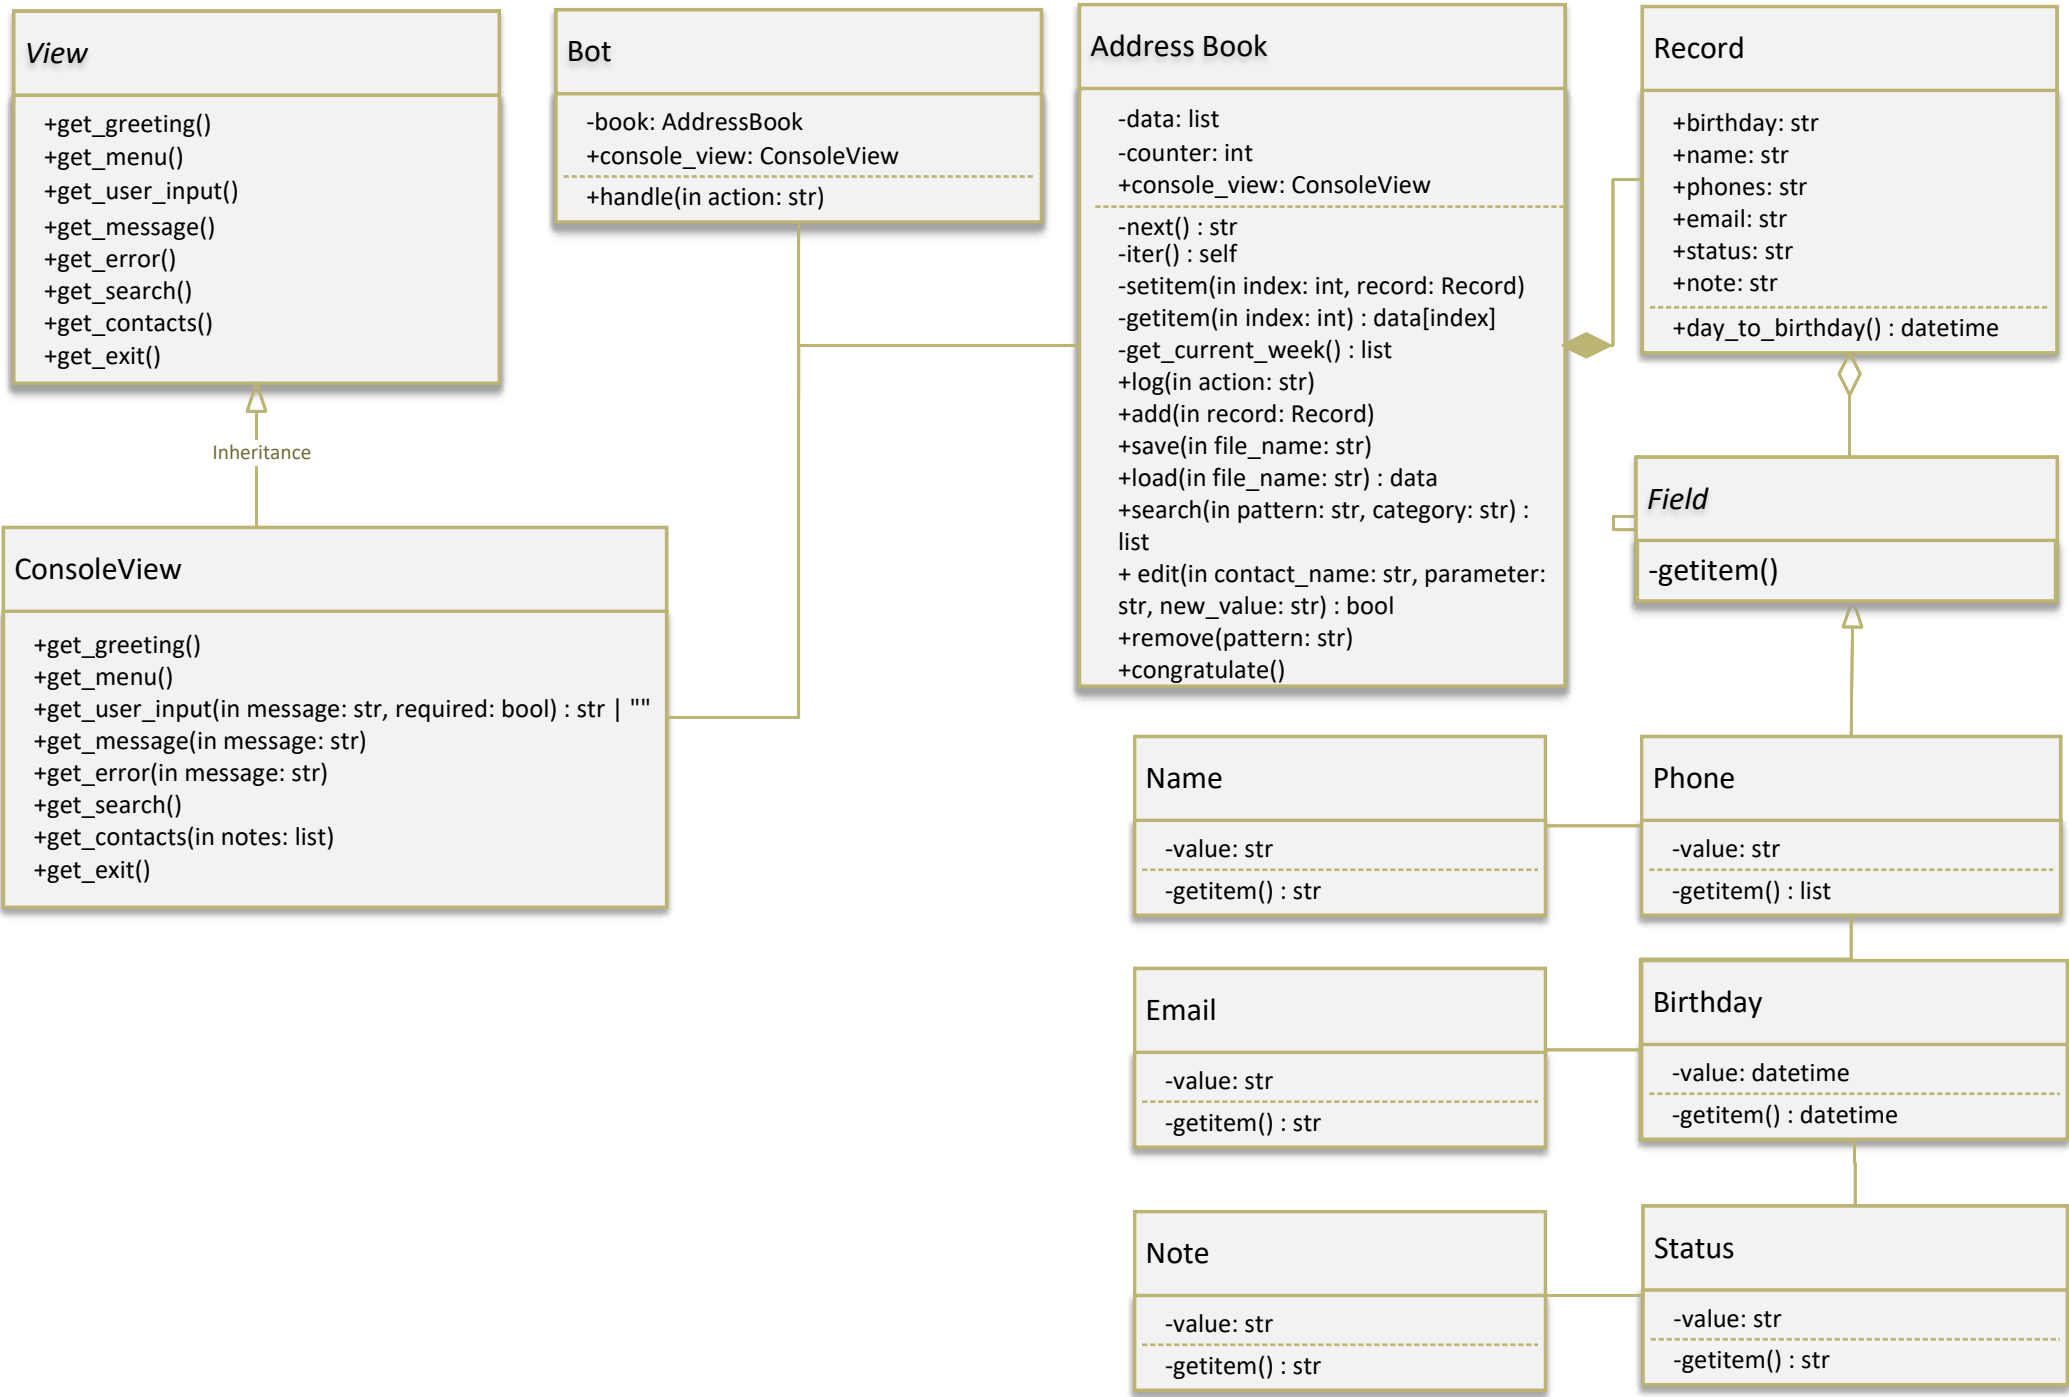 View
+get_greeting()
+get_menu()
+get_user_input()
+get_message()
+get_error()
+get_search()
+get_contacts()
+get_exit()
Inheritance
ConsoleView
+get_greeting()
+get_menu()
+get_user_input(in message: str, required: bool) : str | ""
+get_message(in message: str)
+get_error(in message: str)
+get_search()
+get_contacts(in notes: list)
+get_exit()
Bot
-book: AddressBook
+console_view: ConsoleView
+handle(in action: str)
Address Book
-data: list
-counter: int
+console_view: ConsoleView
-next() : str
-iter() : self
-setitem(in index: int, record: Record)
-getitem(in index: int) : data[index]
-get_current_week() : list
+log(in action: str)
+add(in record: Record)
+save(in file_name: str)
+load(in file_name: str) : data
+search(in pattern: str, category: str) :
list
+ edit(in contact_name: str, parameter:
str, new_value: str) : bool
+remove(pattern: str)
+congratulate()
Record
+birthday: str
+name: str
+phones: str
+email: str
+status: str
+note: str
+day_to_birthday() : datetime
Field
-getitem()
Name
-value: str
-getitem() : str
Phone
-value: str
-getitem() : list
Email
-value: str
-getitem() : str
Birthday
-value: datetime
-getitem() : datetime
Note
-value: str
-getitem() : str
Status
-value: str
-getitem() : str